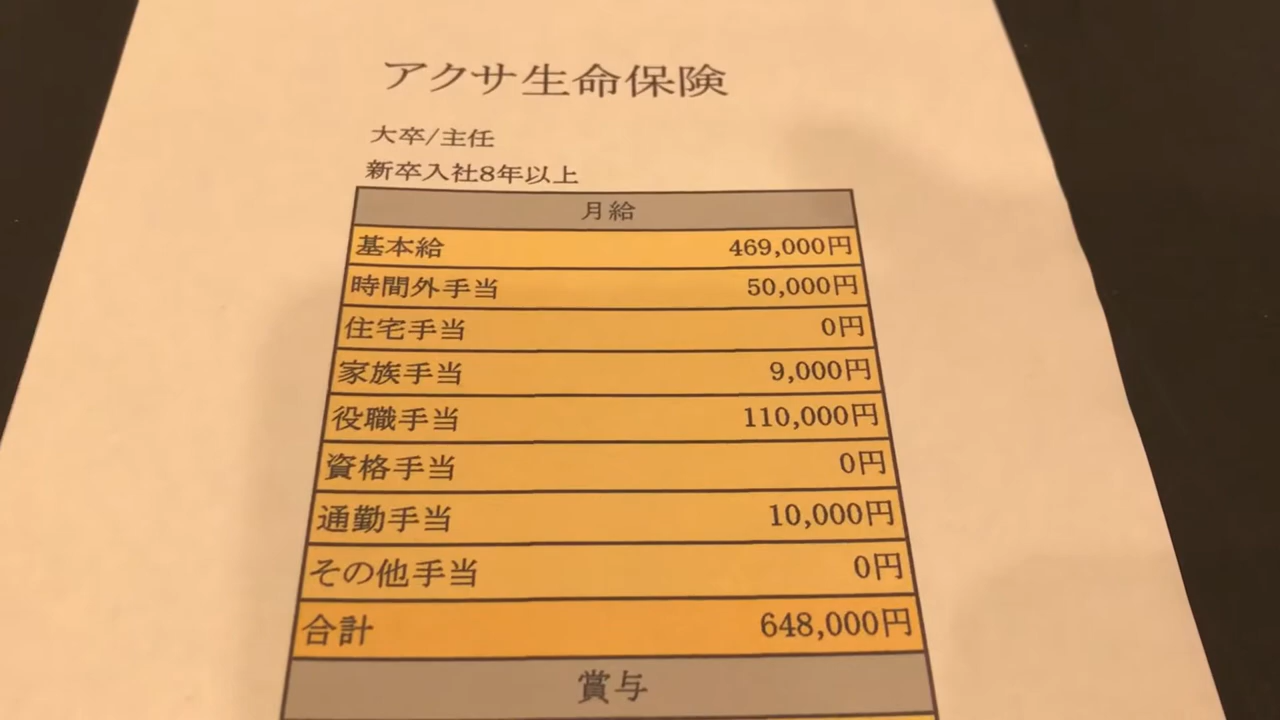 アクサ生命保険
大卒/主任
新卒入社8年以上
月給
基本給 469,000円
時間外手当 50,000円
住宅手当 0円
家族手当 9,000円
役職手当 110,000円
資格手当 0円
通勤手当 10,000円
その他手当 0円
合計 648,000円
賞与